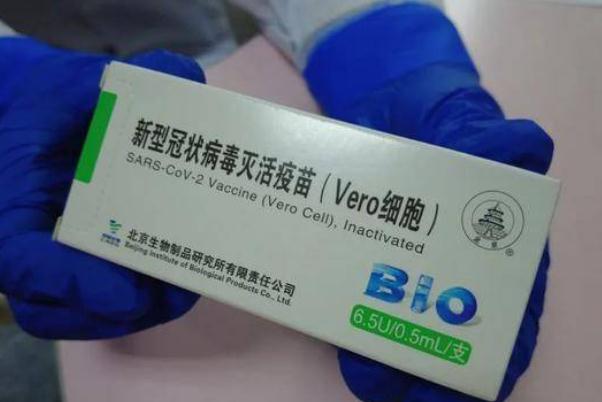 新型冠状病毒灭活疫苗（Vero细胞）
SARS-CoV-2 Vaccine (Vero Cell), Inactivated
北京生物制品研究所有限责任公司
Beijing Institute of Biological Products Co., Ltd.
BIO
6.5U/0.5mL/支